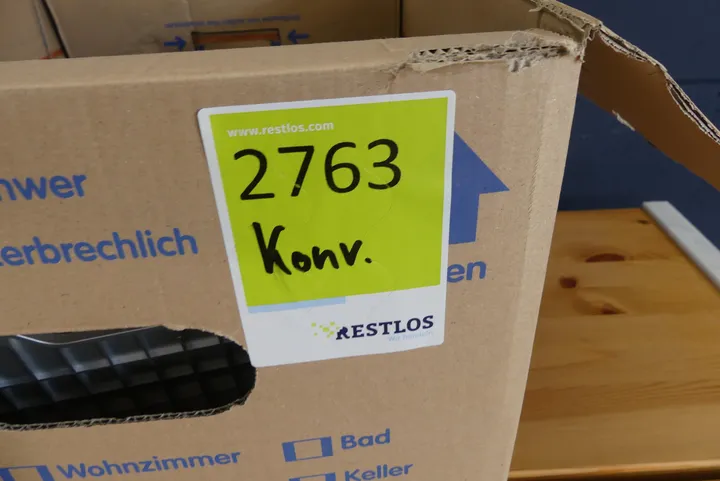 www.restlos.com
2763
Konv.
RESTLOS
hwer
erbrechlich
en
Wohnzimmer
Bad
Keller